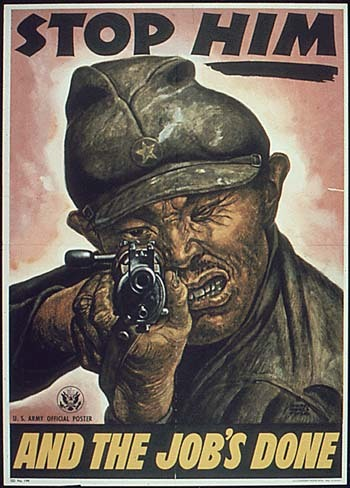 STOP HIM
U. S. ARMY OFFICIAL POSTER
AND THE JOB'S DONE